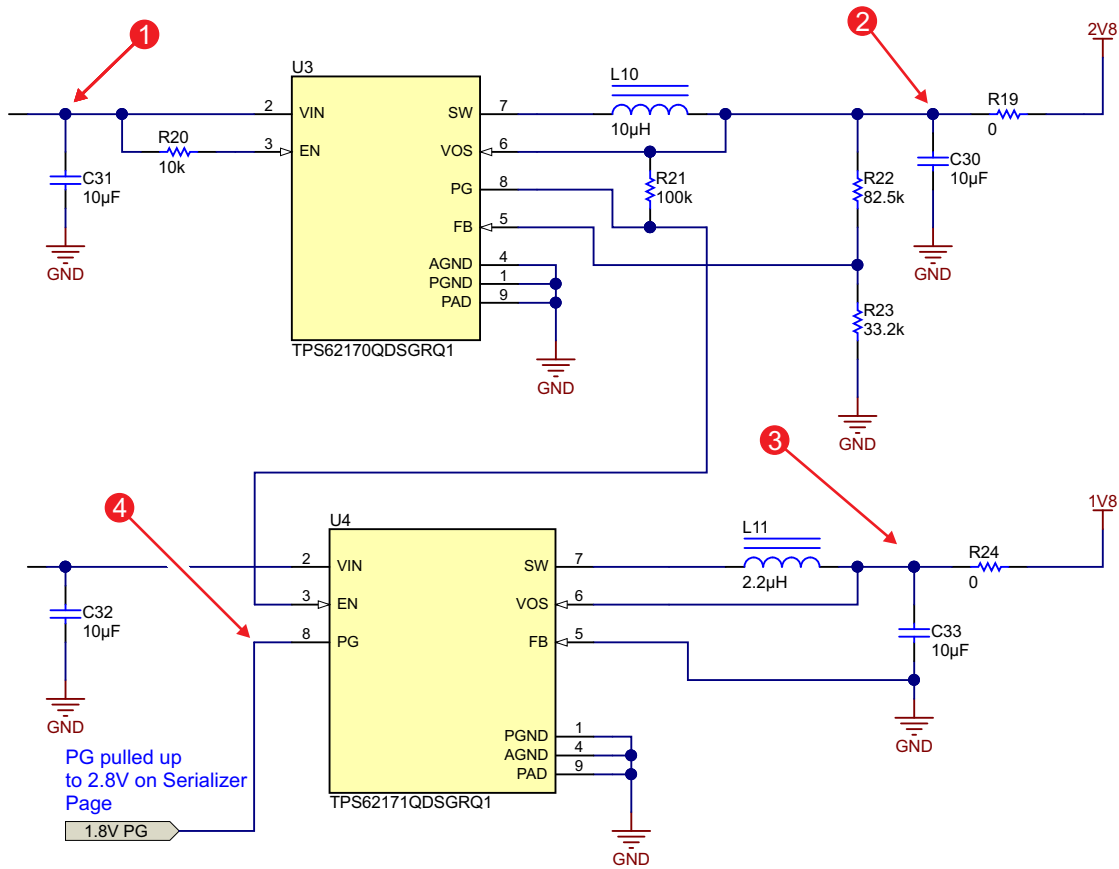 1
2
2V8
U3
L10
R19
2
VIN
SW
7
10µH
0
R20
3
EN
VOS
6
10k
C31
10µF
R21
100k
PG
8
R22
82.5k
C30
10µF
FB
5
GND
AGND
4
PGND
1
PAD
9
GND
R23
33.2k
TPS62170QDSGRQ1
GND
GND
3
4
1V8
U4
L11
R24
2
VIN
SW
7
2.2µH
0
3
EN
VOS
6
C32
10µF
8
PG
FB
5
C33
10µF
GND
PGND
1
AGND
4
PAD
9
GND
PG pulled up
to 2.8V on Serializer
Page
TPS62171QDSGRQ1
1.8V PG
GND